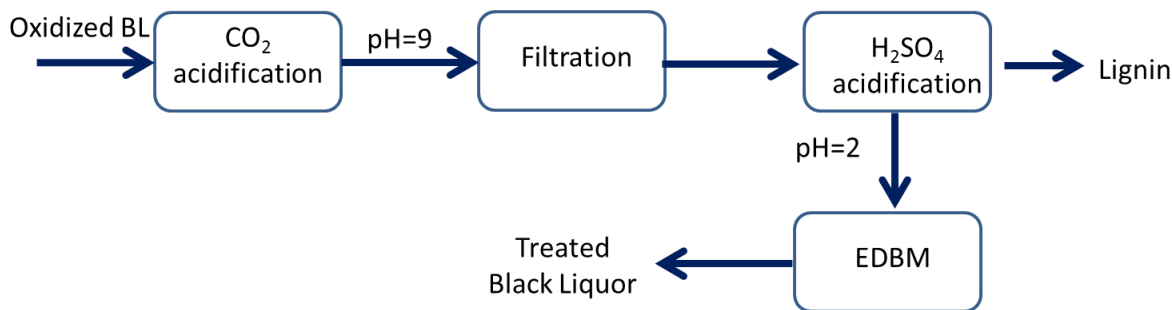 Oxidized BL
CO₂
acidification
pH=9
Filtration
H₂SO₄
acidification
Lignin
pH=2
EDBM
Treated
Black Liquor